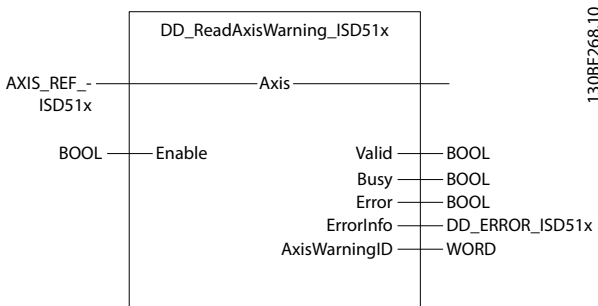 DD_ReadAxisWarning_ISD51x
AXIS_REF_-
ISD51x
Axis
BOOL Enable Valid BOOL
Busy BOOL
Error BOOL
ErrorInfo DD_ERROR_ISD51x
AxisWarningID WORD
130BF268.10